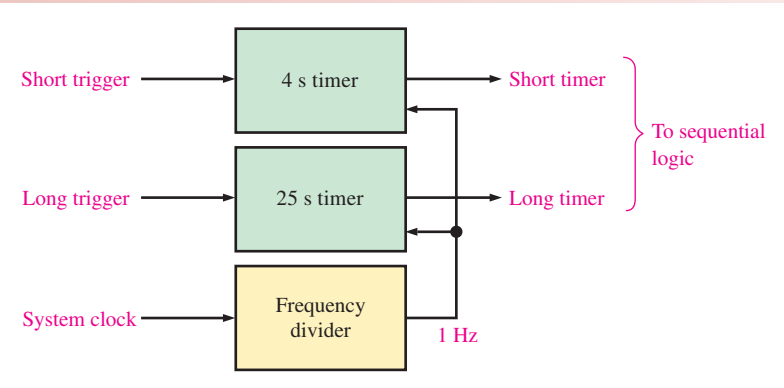 Short trigger
4 s timer
Short timer
To sequential
logic
Long trigger
25 s timer
Long timer
System clock
Frequency
divider
1 Hz